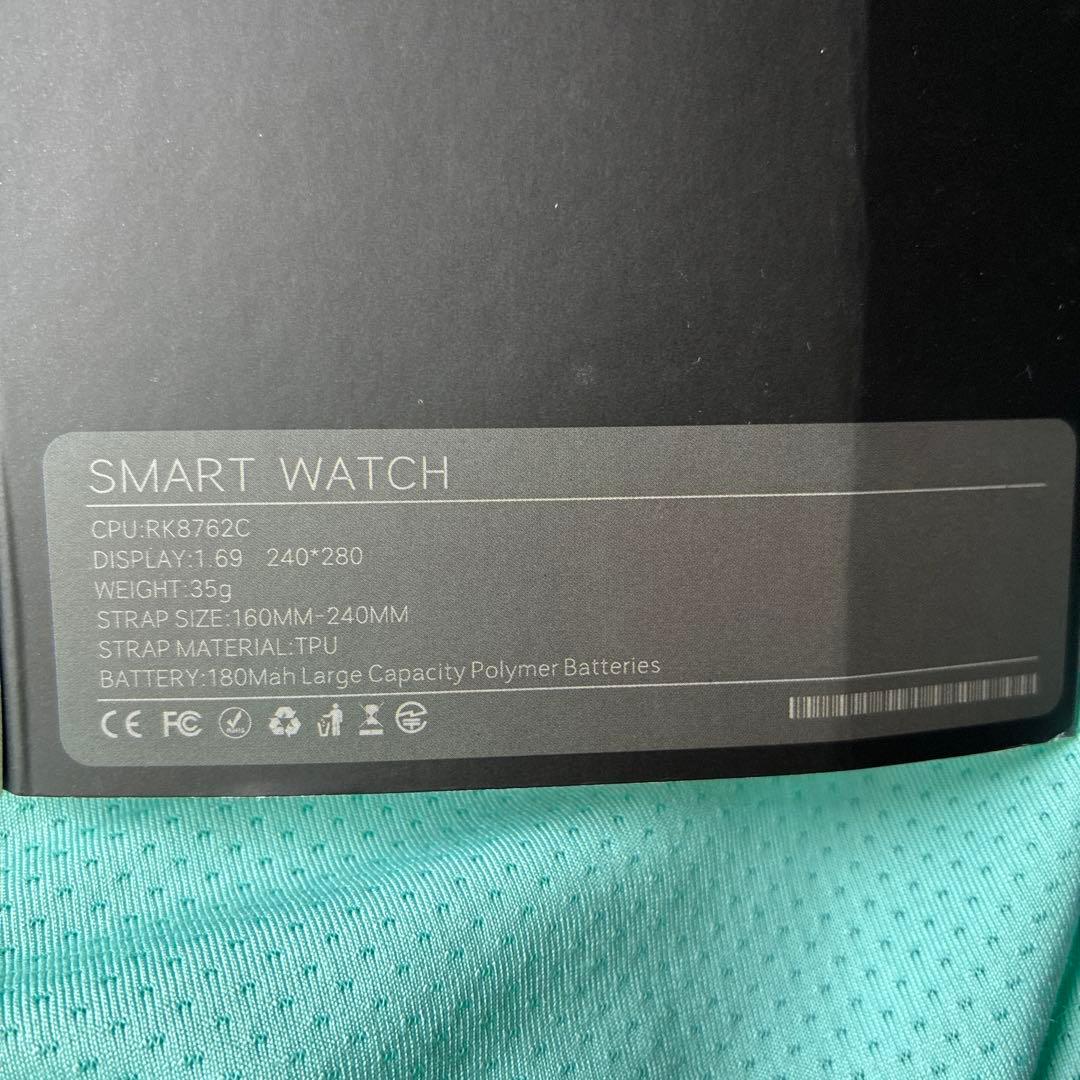 SMART WATCH
CPU:RK8762C
DISPLAY:1.69 240*280
WEIGHT:35g
STRAP SIZE:160MM-240MM
STRAP MATERIAL:TPU
BATTERY:180Mah Large Capacity Polymer Batteries
CE FC RoHS